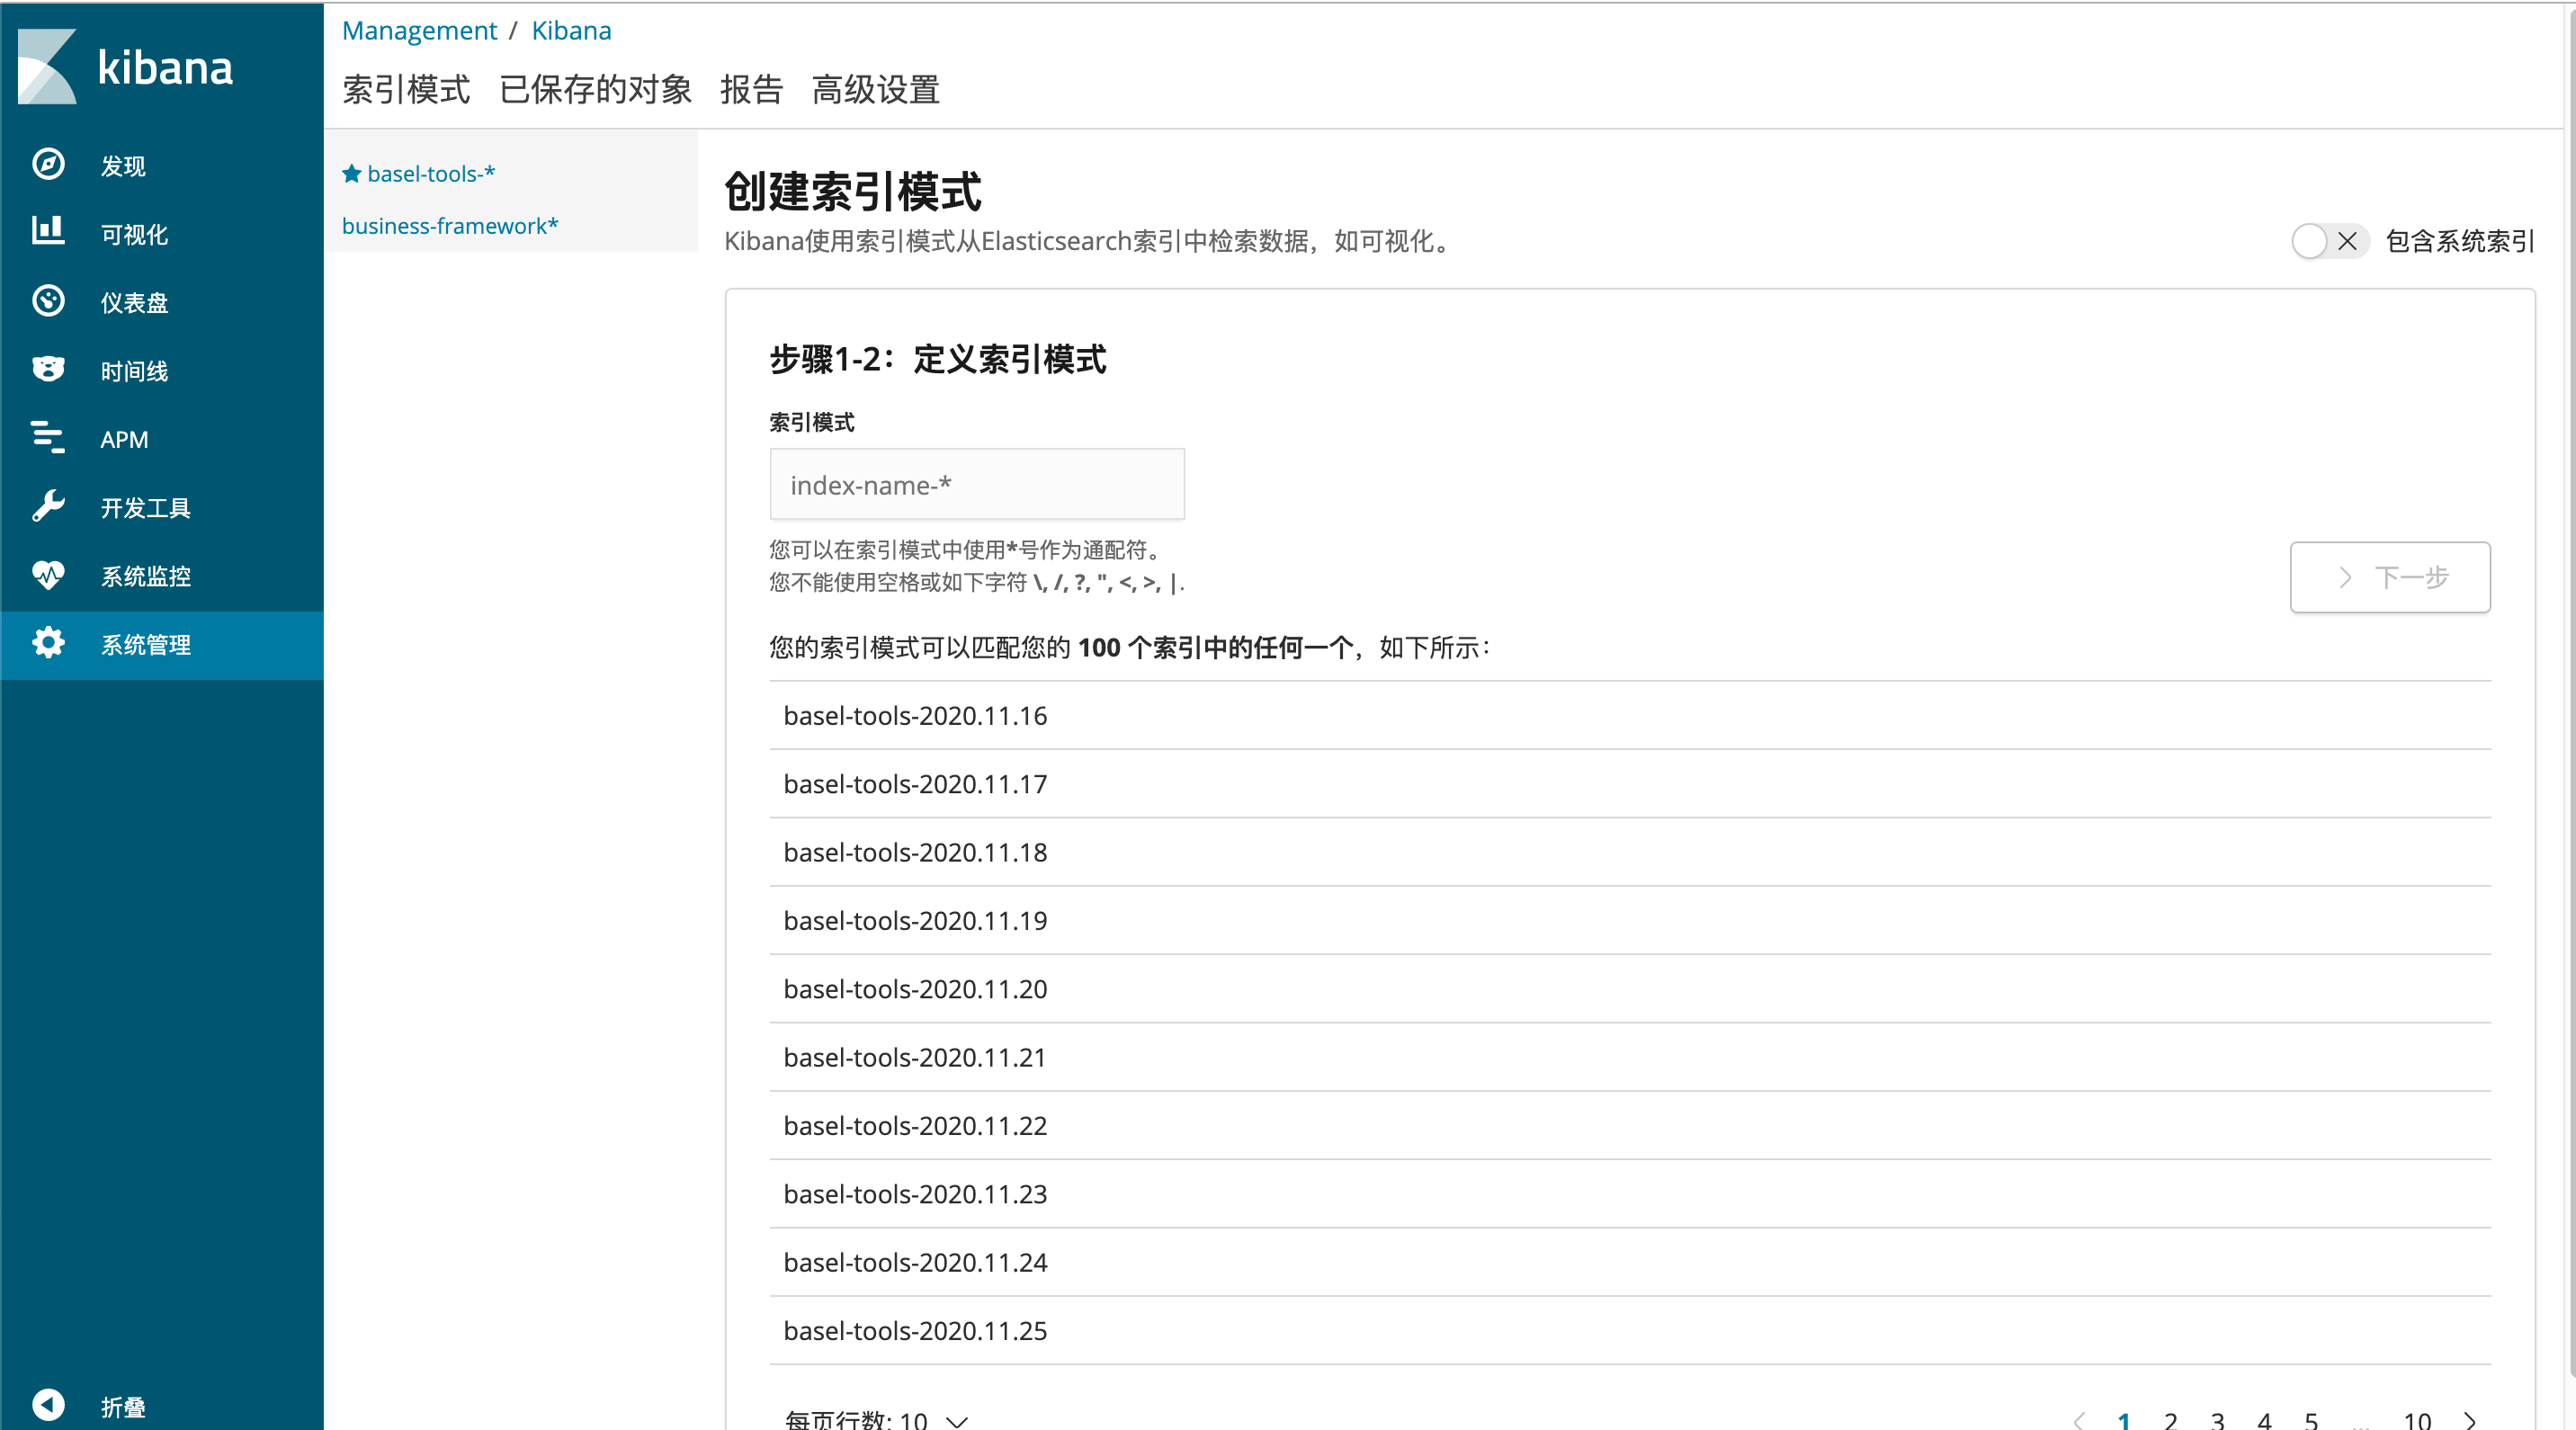 kibana
发现
可视化
仪表盘
时间线
APM
开发工具
系统监控
系统管理
折叠
Management / Kibana
索引模式 已保存的对象 报告 高级设置
basel-tools-*
business-framework*
创建索引模式
Kibana使用索引模式从Elasticsearch索引中检索数据，如可视化。
包含系统索引
步骤1-2：定义索引模式
索引模式
index-name-*
您可以在索引模式中使用*号作为通配符。
您不能使用空格或如下字符 \, /, ?, ", <, >, |.
下一步
您的索引模式可以匹配您的 100 个索引中的任何一个，如下所示：
basel-tools-2020.11.16
basel-tools-2020.11.17
basel-tools-2020.11.18
basel-tools-2020.11.19
basel-tools-2020.11.20
basel-tools-2020.11.21
basel-tools-2020.11.22
basel-tools-2020.11.23
basel-tools-2020.11.24
basel-tools-2020.11.25
每页行数: 10
1 2 3 4 5 ... 10